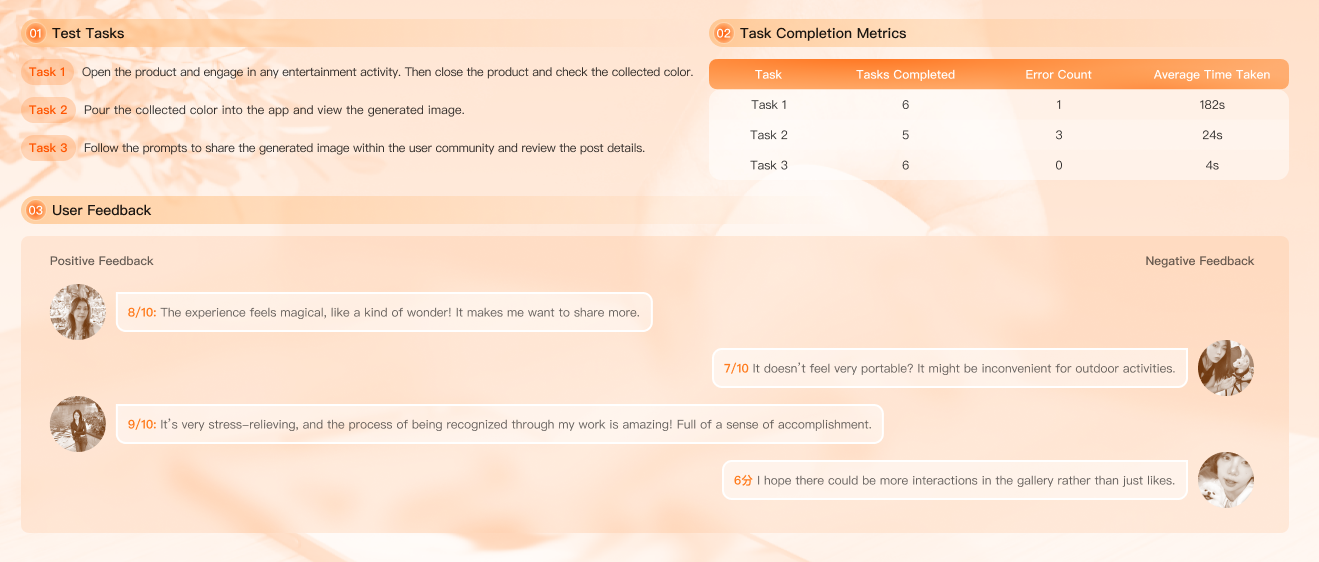 01 Test Tasks
Task 1 Open the product and engage in any entertainment activity. Then close the product and check the collected color.
Task 2 Pour the collected color into the app and view the generated image.
Task 3 Follow the prompts to share the generated image within the user community and review the post details.
02 Task Completion Metrics
Task Tasks Completed Error Count Average Time Taken
Task 1 6 1 182s
Task 2 5 3 24s
Task 3 6 0 4s
03 User Feedback
Positive Feedback
Negative Feedback
8/10: The experience feels magical, like a kind of wonder! It makes me want to share more.
7/10 It doesn't feel very portable? It might be inconvenient for outdoor activities.
9/10: It's very stress-relieving, and the process of being recognized through my work is amazing! Full of a sense of accomplishment.
6分 I hope there could be more interactions in the gallery rather than just likes.